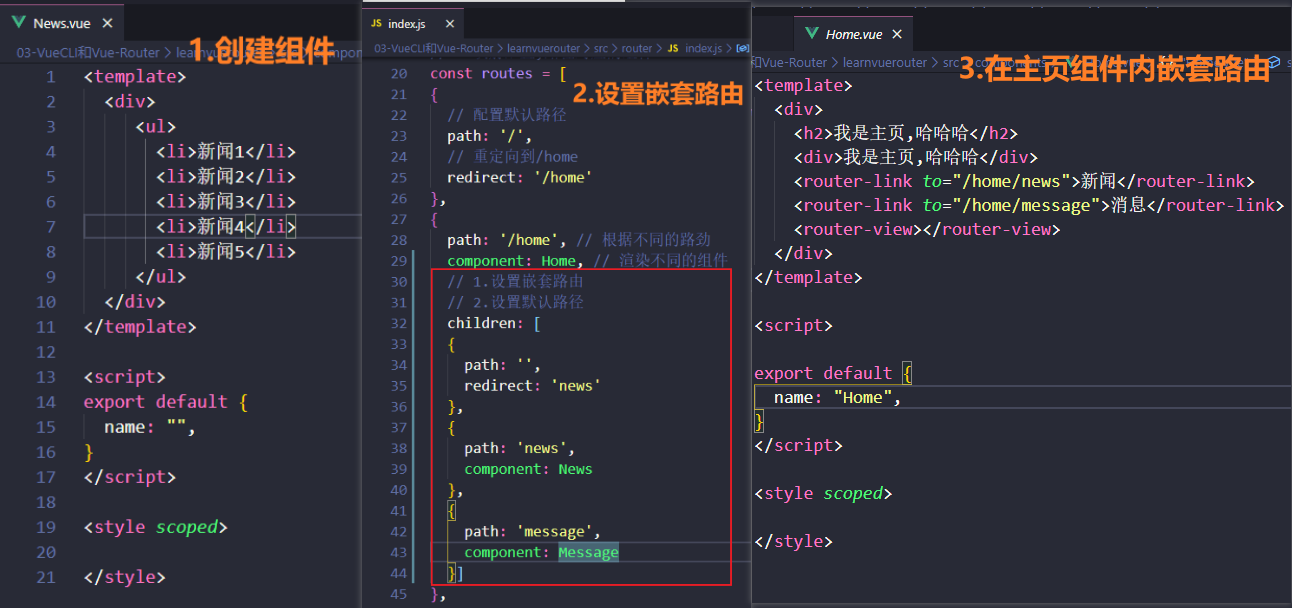 News.vue ×
03-VueCLI和Vue-Router > lea
1.创建组件
1 <template>
2 <div>
3 <ul>
4 <li>新闻1</li>
5 <li>新闻2</li>
6 <li>新闻3</li>
7 <li>新闻4</li>
8 <li>新闻5</li>
9 </ul>
10 </div>
11 </template>
12
13 <script>
14 export default {
15 name: "",
16 }
17 </script>
18
19 <style scoped>
20
21 </style>
JS index.js ×
03-VueCLI和Vue-Router > learnvuerouter > src > router > JS index.js >
2.设置嵌套路由
20 const routes = [
21 {
22 // 配置默认路径
23 path: '/',
24 // 重定向到/home
25 redirect: '/home'
26 },
27 {
28 path: '/home', // 根据不同的路劲
29 component: Home, // 渲染不同的组件
30 // 1.设置嵌套路由
31 // 2.设置默认路径
32 children: [
33 {
34 path: '',
35 redirect: 'news'
36 },
37 {
38 path: 'news',
39 component: News
40 },
41 {
42 path: 'message',
43 component: Message
44 }]
45 },
Home.vue ×
和Vue-Router > learnvuerouter > src
3.在主页组件内嵌套路由
<template>
<div>
<h2>我是主页,哈哈哈</h2>
<div>我是主页,哈哈哈</div>
<router-link to="/home/news">新闻</router-link>
<router-link to="/home/message">消息</router-link>
<router-view></router-view>
</div>
</template>
<script>
export default {
name: "Home",
}
</script>
<style scoped>
</style>